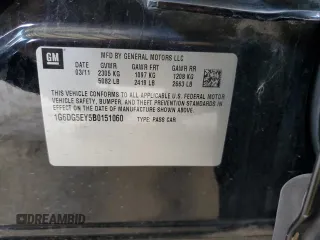 GM
MFD BY GENERAL MOTORS LLC
DATE GVWR GAWR FRT GAWR RR
03/11 2305 KG 1097 KG 1208 KG
5082 LB 2419 LB 2663 LB
THIS VEHICLE CONFORMS TO ALL APPLICABLE U.S. FEDERAL MOTOR
VEHICLE SAFETY, BUMPER, AND THEFT PREVENTION STANDARDS
IN EFFECT ON THE DATE OF MANUFACTURE SHOWN ABOVE.
1G6DG5EY5B0151060 TYPE: PASS CAR
DREAMBID